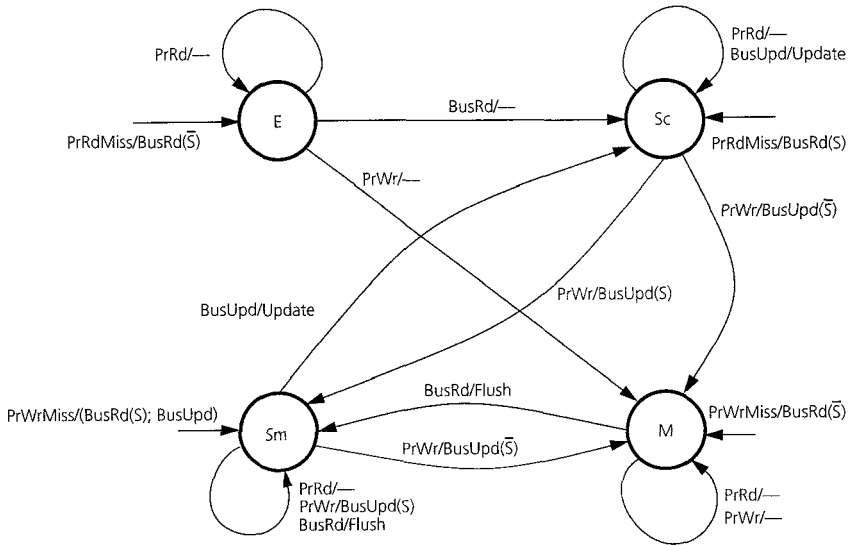 PrRd/—
PrRd/—
BusUpd/Update
E
BusRd/—
Sc
PrRdMiss/BusRd(S̅)
PrRdMiss/BusRd(S)
PrWr/—
PrWr/BusUpd(S̅)
PrWr/BusUpd(S)
BusUpd/Update
BusRd/Flush
PrWrMiss/(BusRd(S); BusUpd)
Sm
M
PrWrMiss/BusRd(S̅)
PrWr/BusUpd(S̅)
PrRd/—
PrWr/BusUpd(S)
BusRd/Flush
PrRd/—
PrWr/—